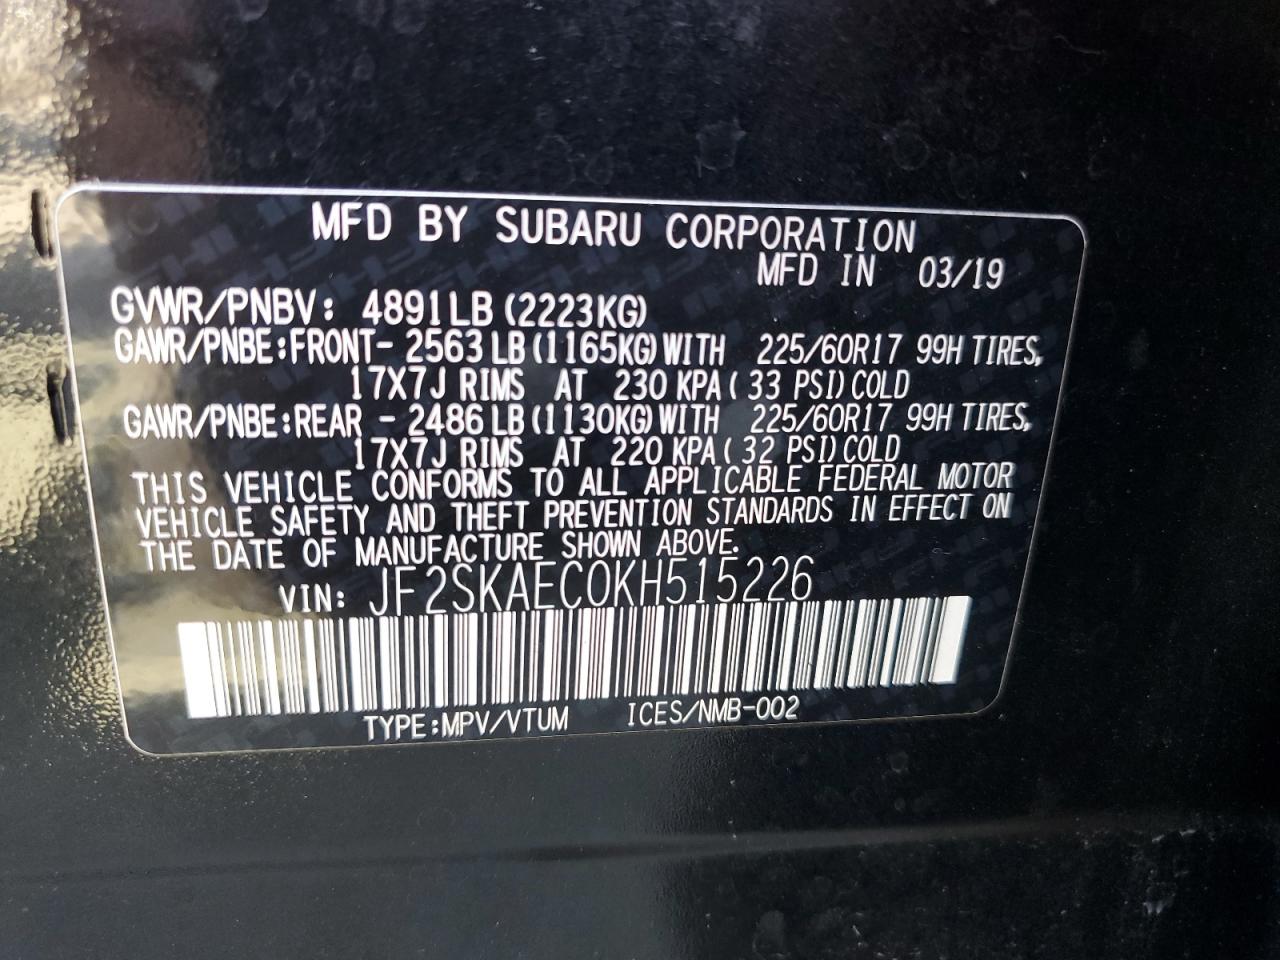 MFD BY SUBARU CORPORATION
MFD IN 03/19
GVWR/PNBV: 4891LB (2223KG)
GAWR/PNBE:FRONT- 2563LB(1165KG)WITH 225/60R17 99H TIRES,
17X7J RIMS AT 230 KPA( 33 PSI)COLD
GAWR/PNBE:REAR - 2486LB(1130KG)WITH 225/60R17 99H TIRES,
17X7J RIMS AT 220 KPA( 32 PSI)COLD
THIS VEHICLE CONFORMS TO ALL APPLICABLE FEDERAL MOTOR
VEHICLE SAFETY AND THEFT PREVENTION STANDARDS IN EFFECT ON
THE DATE OF MANUFACTURE SHOWN ABOVE.
VIN: JF2SKAEC0KH515226
TYPE:MPV/VTUM ICES/NMB-002